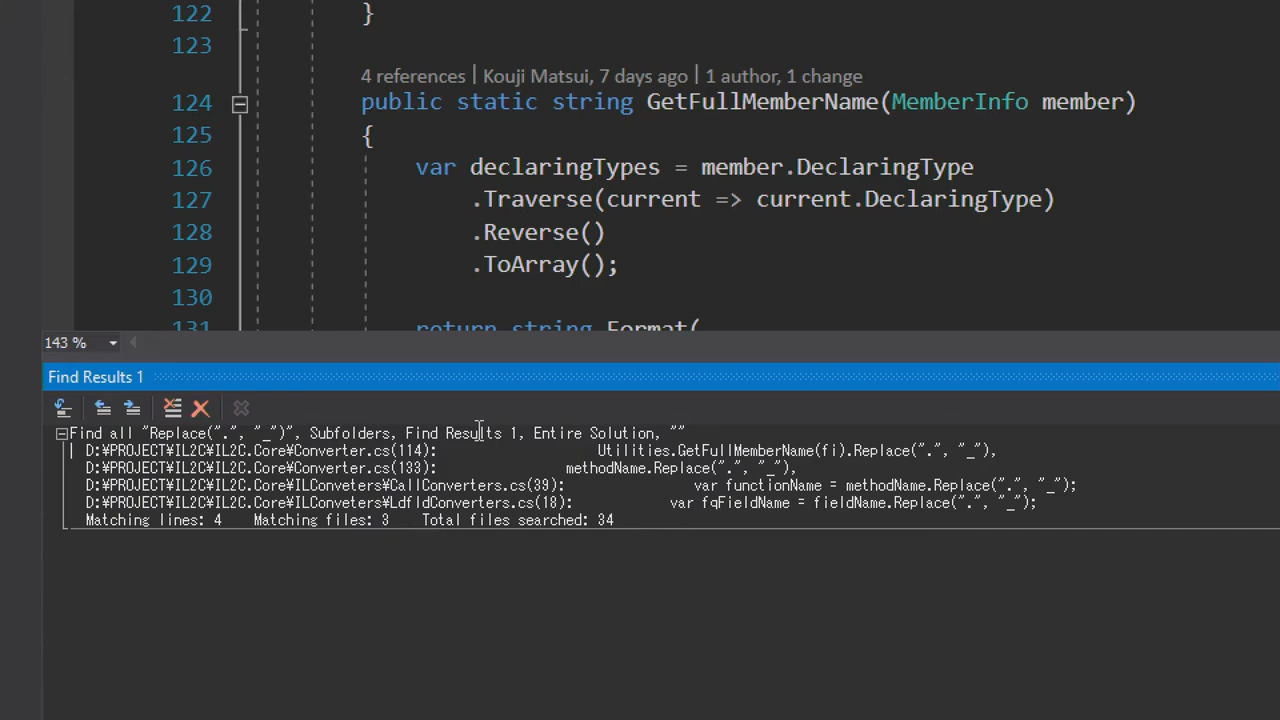 122 }
123
4 references | Kouji Matsui, 7 days ago | 1 author, 1 change
124 public static string GetFullMemberName(MemberInfo member)
125 {
126 var declaringTypes = member.DeclaringType
127 .Traverse(current => current.DeclaringType)
128 .Reverse()
129 .ToArray();
130
131 return string.Format(
143 %
Find Results 1
Find all "Replace(".", "_")", Subfolders, Find Results 1, Entire Solution, ""
D:¥PROJECT¥IL2C¥IL2C.Core¥Converter.cs(114): Utilities.GetFullMemberName(fi).Replace(".", "_"),
D:¥PROJECT¥IL2C¥IL2C.Core¥Converter.cs(133): methodName.Replace(".", "_"),
D:¥PROJECT¥IL2C¥IL2C.Core¥ILConveters¥CallConverters.cs(39): var functionName = methodName.Replace(".", "_");
D:¥PROJECT¥IL2C¥IL2C.Core¥ILConveters¥LdfldConverters.cs(18): var fqFieldName = fieldName.Replace(".", "_");
Matching lines: 4 Matching files: 3 Total files searched: 34